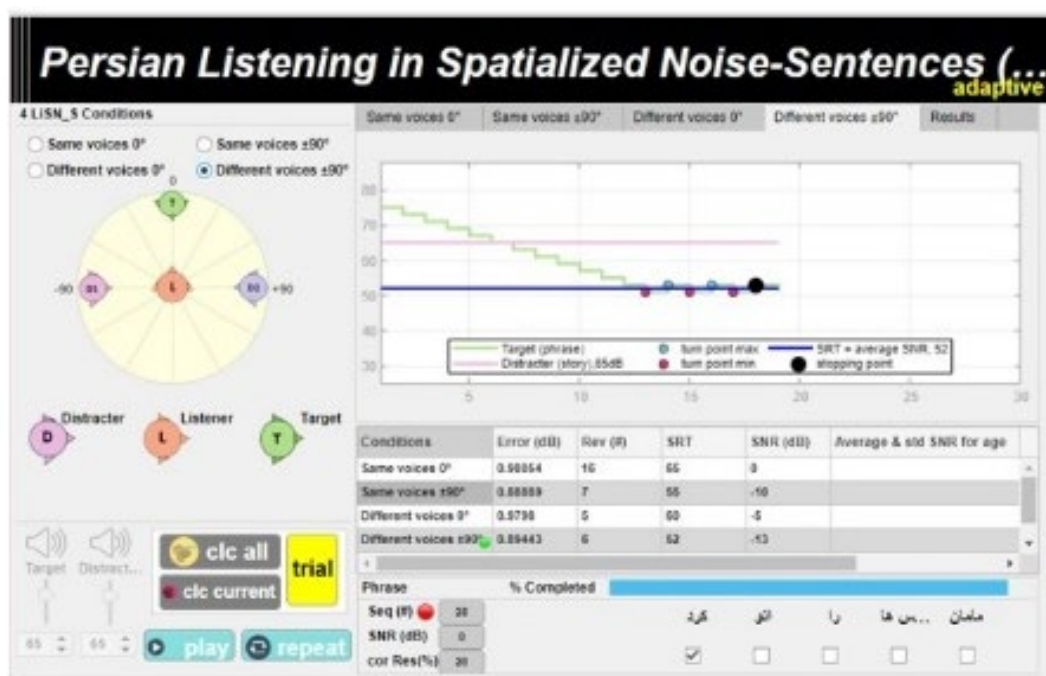 Persian Listening in Spatialized Noise-Sentences (...
adaptive
4 LiSN_S Conditions
Same voices 0° Same voices ±90°
Different voices 0° Different voices ±90°
0
T
-90 D1 L D2 +90
Distracter Listener Target
D L T
Target Distract...
65 65
clc all
clc current
trial
play repeat
Same voices 0° Same voices ±90° Different voices 0° Different voices ±90° Results
80
70
60
50
40
30
5 10 15 20 25 30
Target (phrase) turn point max SRT = average SNR, 52
Distracter (story),65dB turn point min stopping point
Conditions Error (dB) Rev (#) SRT SNR (dB) Average & std SNR for age
Same voices 0° 16 0
Same voices ±90° 7 55 -10
Different voices 0° 0.9798 5 60 -5
Different voices ±90° 0.89443 6 52 -13
Phrase % Completed
Seq (#)
SNR (dB) 0
cor Res(%) 20
مامان ...س ها را اتو کرد